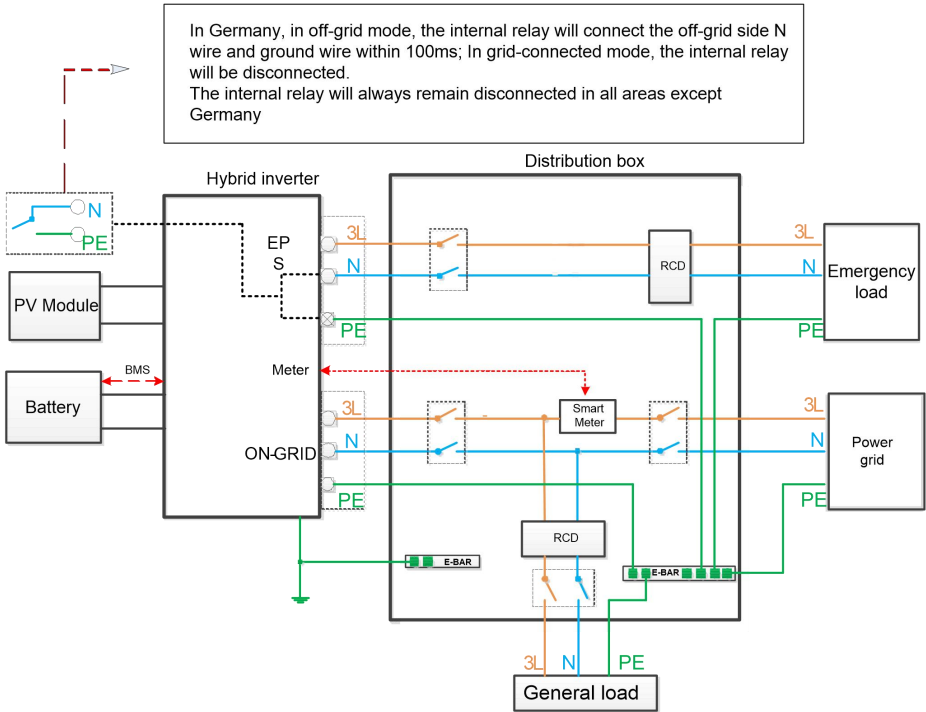 In Germany, in off-grid mode, the internal relay will connect the off-grid side N
wire and ground wire within 100ms; In grid-connected mode, the internal relay
will be disconnected.
The internal relay will always remain disconnected in all areas except
Germany
Distribution box
Hybrid inverter
N
PE
EP
S
3L
N
PE
RCD
3L
N
PE
Emergency
load
PV Module
BMS
Battery
Meter
3L
N
ON-GRID
PE
Smart
Meter
3L
N
PE
Power
grid
RCD
E-BAR
E-BAR
3L
N
PE
General load